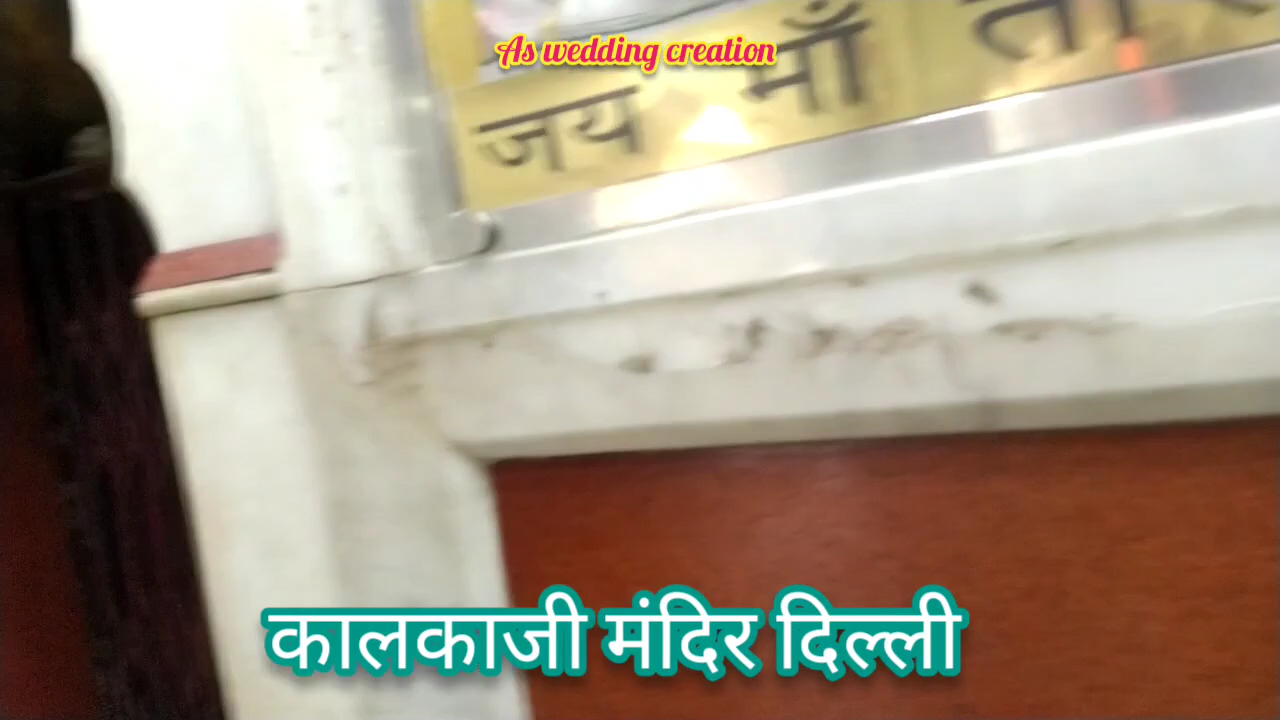 As wedding creation
जय माँ
कालकाजी मंदिर दिल्ली